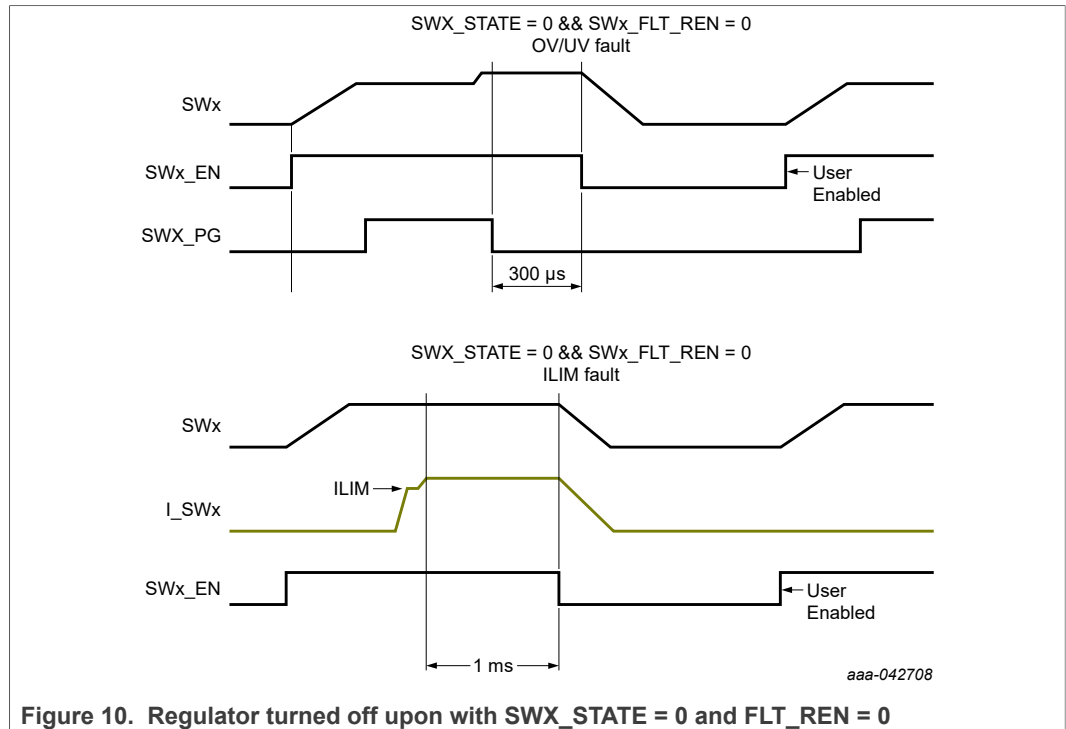 SWX_STATE = 0 && SWx_FLT_REN = 0
OV/UV fault
SWx
SWx_EN
User
Enabled
SWX_PG
300 µs
SWX_STATE = 0 && SWx_FLT_REN = 0
ILIM fault
SWx
ILIM
I_SWx
SWx_EN
User
Enabled
1 ms
aaa-042708
Figure 10. Regulator turned off upon with SWX_STATE = 0 and FLT_REN = 0